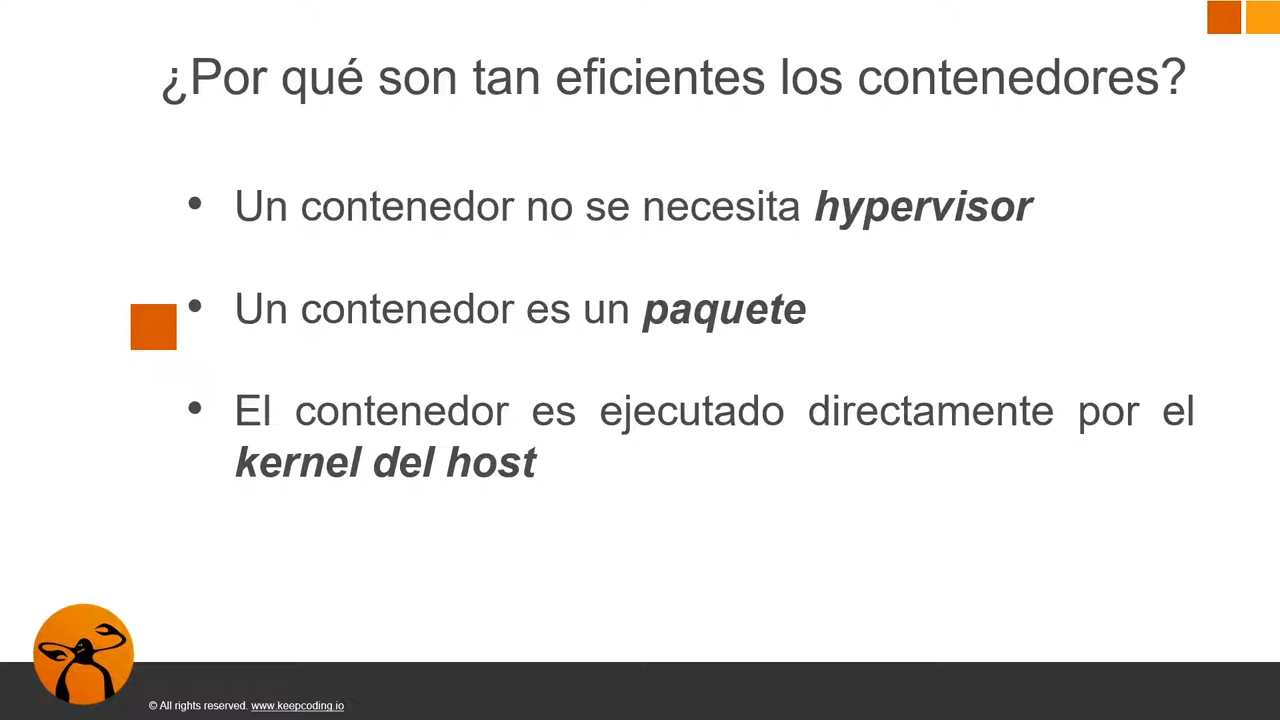 ¿Por qué son tan eficientes los contenedores?
• Un contenedor no se necesita hypervisor
• Un contenedor es un paquete
• El contenedor es ejecutado directamente por el
kernel del host
© All rights reserved. www.keepcoding.io